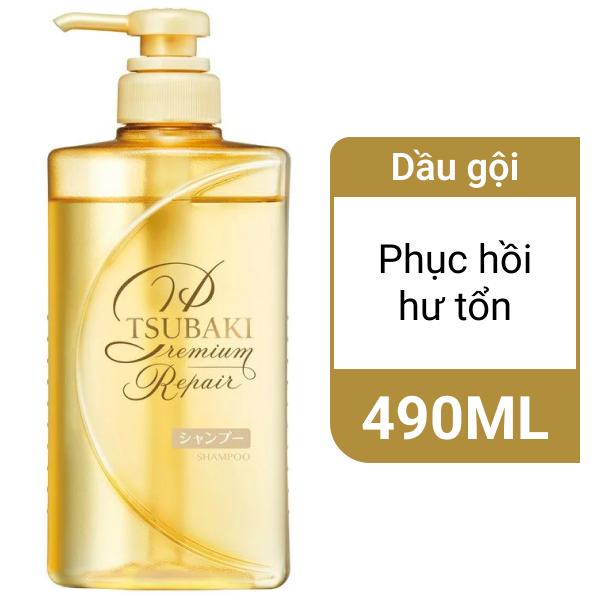 TSUBAKI
Premium
Repair
シャンプー
SHAMPOO
Dầu gội
Phục hồi
hư tổn
490ML